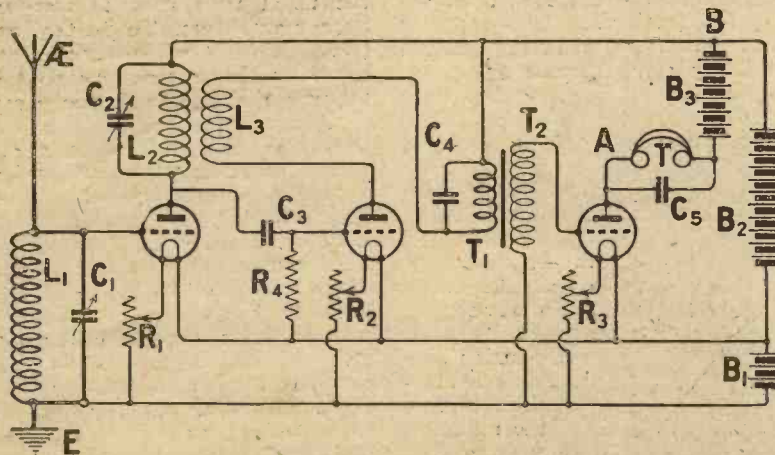 Æ
B
C₂
L₂
L₃
B₃
C₄
T₂
A
T
C₅
B₂
C₃
T₁
L₁
C₁
R₁
R₄
R₂
R₃
B₁
E